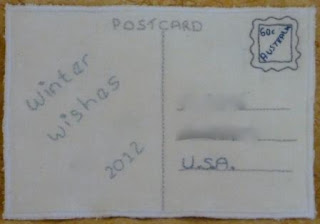 POSTCARD
Winter
Wishes
2012
60c
AUSTRALIA
U.S.A.